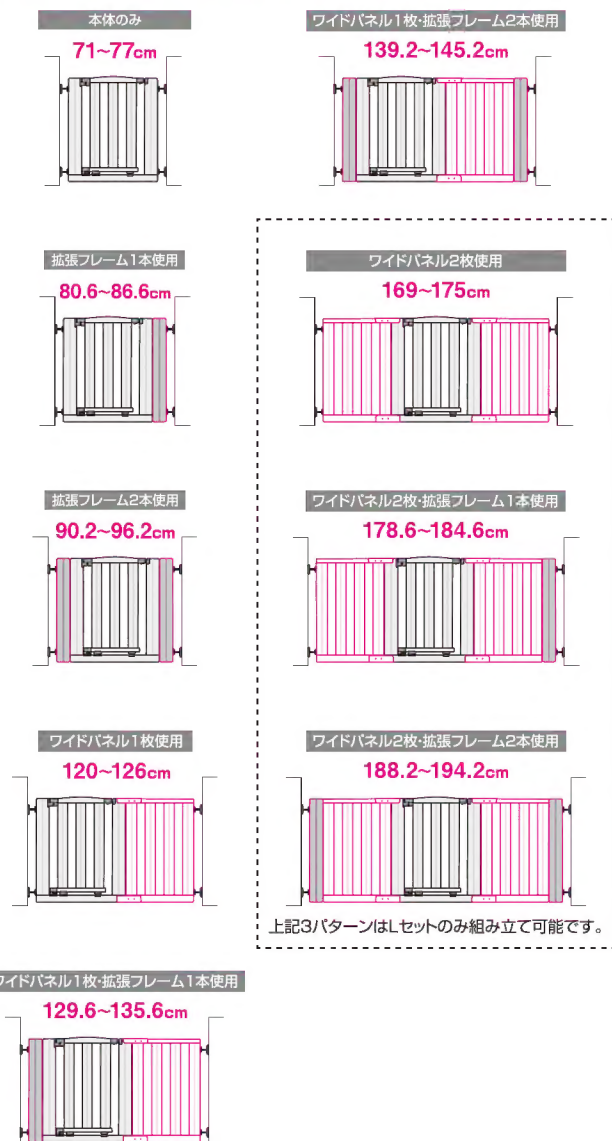 本体のみ
71~77cm
拡張フレーム1本使用
80.6~86.6cm
拡張フレーム2本使用
90.2~96.2cm
ワイドパネル1枚使用
120~126cm
ワイドパネル1枚・拡張フレーム1本使用
129.6~135.6cm
ワイドパネル1枚・拡張フレーム2本使用
139.2~145.2cm
ワイドパネル2枚使用
169~175cm
ワイドパネル2枚・拡張フレーム1本使用
178.6~184.6cm
ワイドパネル2枚・拡張フレーム2本使用
188.2~194.2cm
上記3パターンはLセットのみ組み立て可能です。